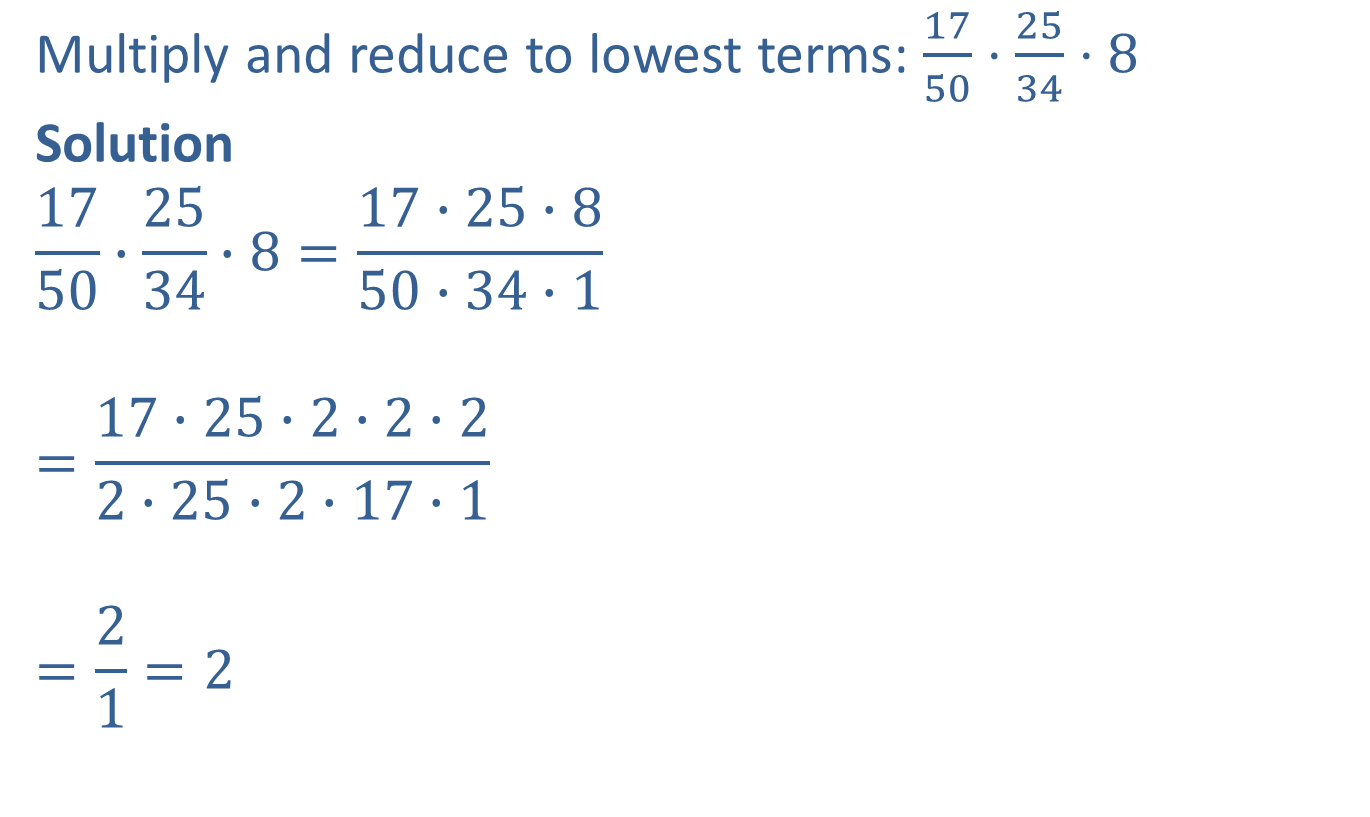 Multiply and reduce to lowest terms: 17/50 · 25/34 · 8
Solution
17/50 · 25/34 · 8 = (17 · 25 · 8)/(50 · 34 · 1)
= (17 · 25 · 2 · 2 · 2)/(2 · 25 · 2 · 17 · 1)
= 2/1 = 2